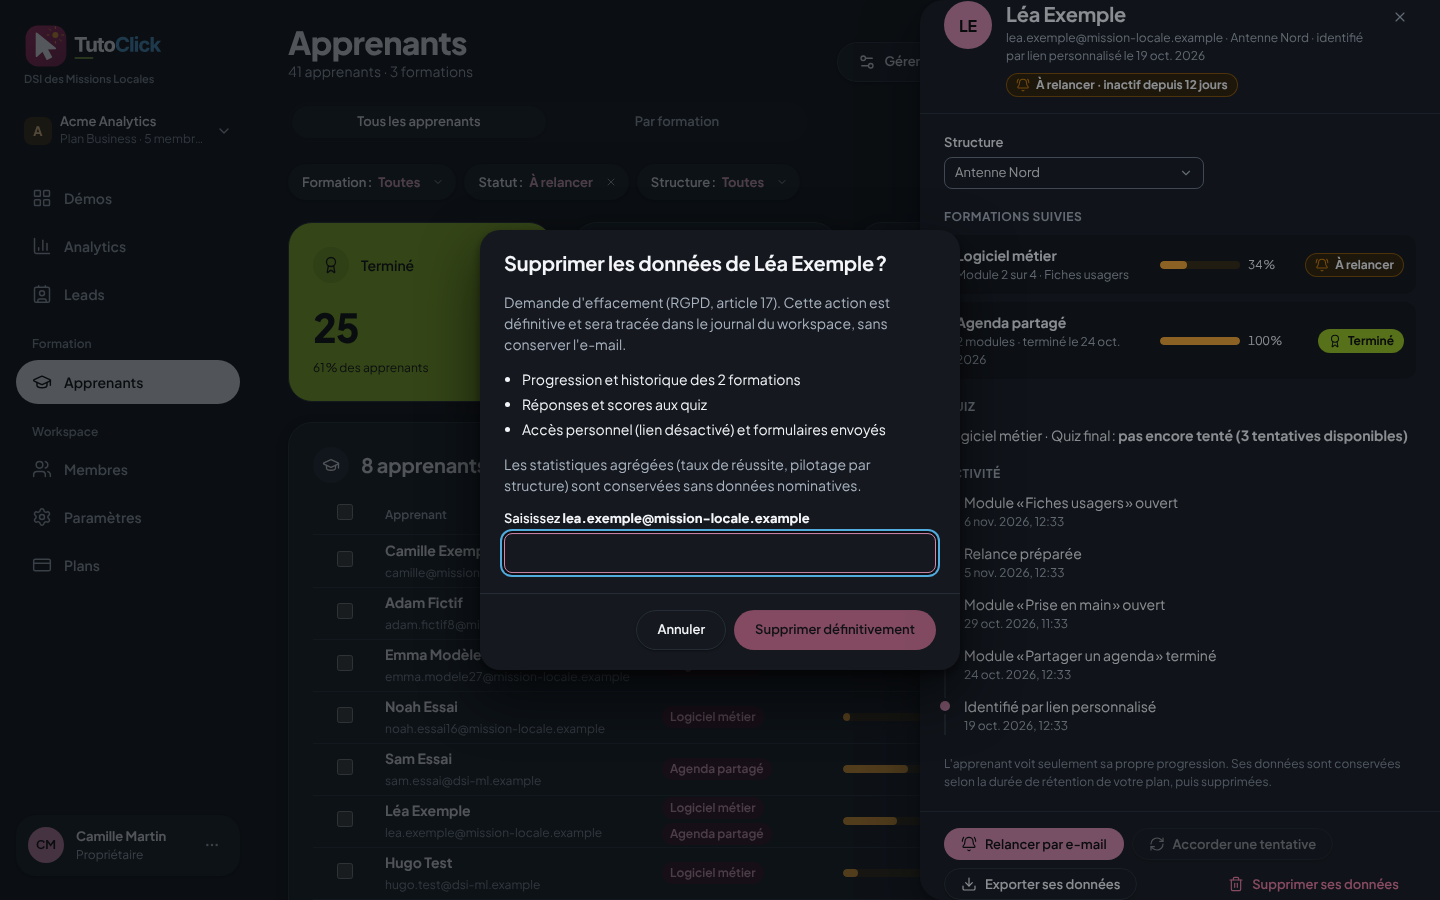 TutoClick
DSI des Missions Locales
A
Acme Analytics
Plan Business · 5 membr...
Démos
Analytics
Leads
Formation
Apprenants
Workspace
Membres
Paramètres
Plans
CM
Camille Martin
Propriétaire
Apprenants
41 apprenants · 3 formations
Gérer
Tous les apprenants
Par formation
Formation : Toutes
Statut : À relancer
Structure : Toutes
Terminé
25
61 % des apprenants
8 apprenants
Apprenant
Camille Exemp
camille@mission
Adam Fictif
adam.fictif8@ml
Emma Modèle
emma.modele27@mission-locale.example
Noah Essai
noah.essai16@mission-locale.example
Logiciel métier
Sam Essai
sam.essai@dsi-ml.example
Agenda partagé
Léa Exemple
lea.exemple@mission-locale.example
Logiciel métier
Agenda partagé
Hugo Test
hugo.test@dsi-ml.example
Logiciel métier
Supprimer les données de Léa Exemple ?
Demande d'effacement (RGPD, article 17). Cette action est
définitive et sera tracée dans le journal du workspace, sans
conserver l'e-mail.
• Progression et historique des 2 formations
• Réponses et scores aux quiz
• Accès personnel (lien désactivé) et formulaires envoyés
Les statistiques agrégées (taux de réussite, pilotage par
structure) sont conservées sans données nominatives.
Saisissez lea.exemple@mission-locale.example
Annuler
Supprimer définitivement
LE
Léa Exemple
lea.exemple@mission-locale.example · Antenne Nord · identifié
par lien personnalisé le 19 oct. 2026
À relancer · inactif depuis 12 jours
Structure
Antenne Nord
FORMATIONS SUIVIES
Logiciel métier
Module 2 sur 4 · Fiches usagers
34 %
À relancer
Agenda partagé
2 modules · terminé le 24 oct.
2026
100 %
Terminé
UIZ
giciel métier · Quiz final : pas encore tenté (3 tentatives disponibles)
TIVITÉ
Module « Fiches usagers » ouvert
6 nov. 2026, 12:33
Relance préparée
5 nov. 2026, 12:33
Module « Prise en main » ouvert
29 oct. 2026, 11:33
Module « Partager un agenda » terminé
24 oct. 2026, 12:33
Identifié par lien personnalisé
19 oct. 2026, 12:33
L'apprenant voit seulement sa propre progression. Ses données sont conservées
selon la durée de rétention de votre plan, puis supprimées.
Relancer par e-mail
Accorder une tentative
Exporter ses données
Supprimer ses données